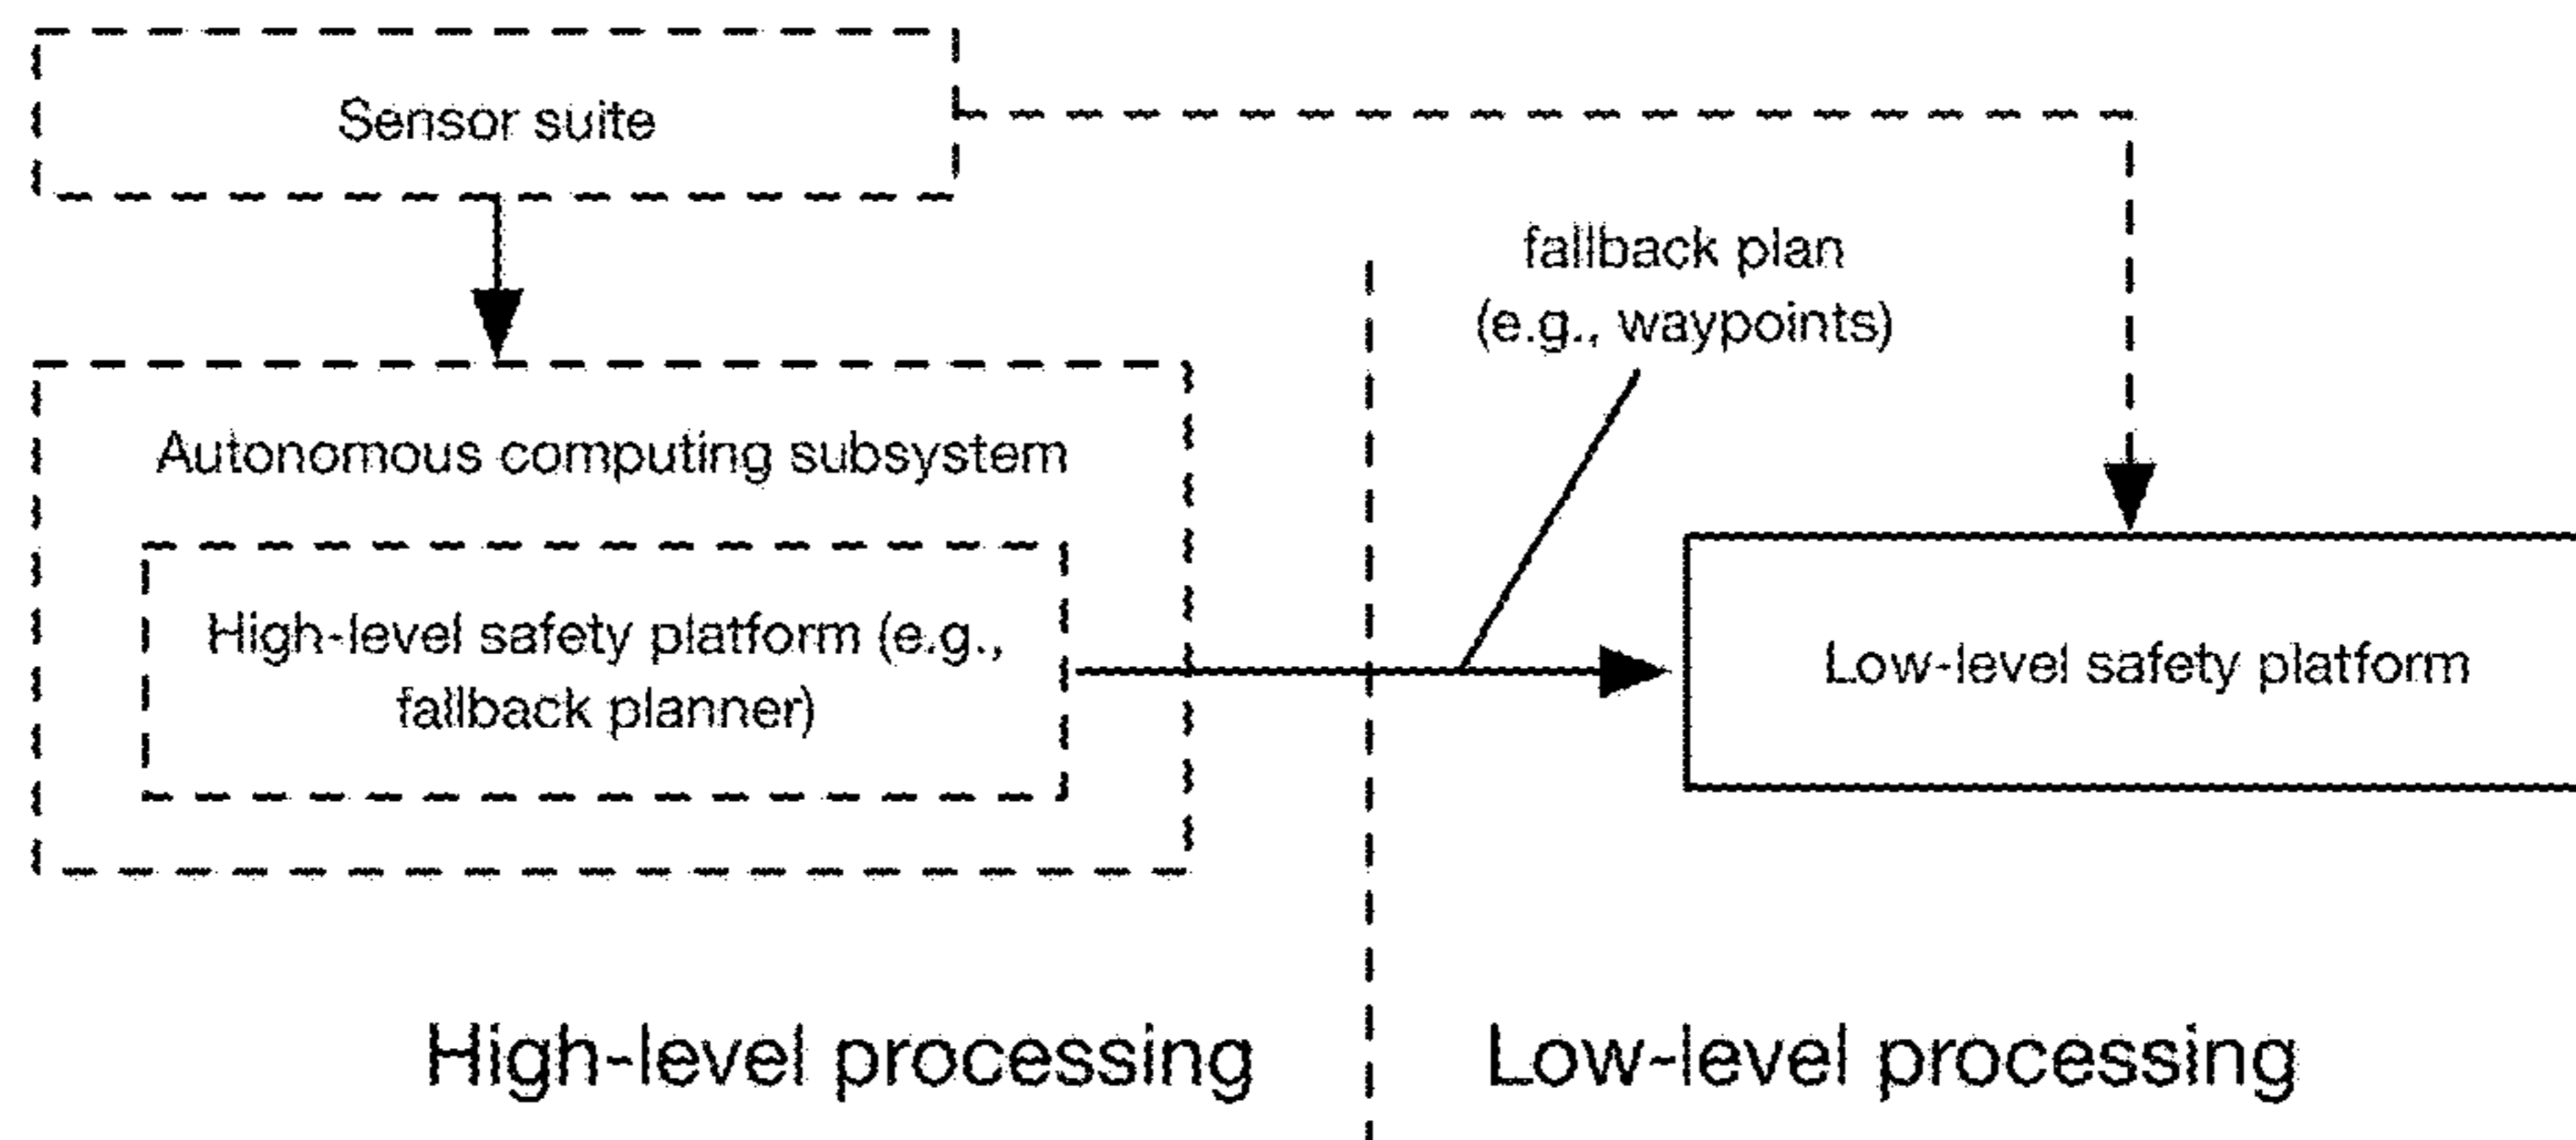 Sensor suite
fallback plan
(e.g., waypoints)
Autonomous computing subsystem
High-level safety platform (e.g.,
fallback planner)
Low-level safety platform
High-level processing
Low-level processing